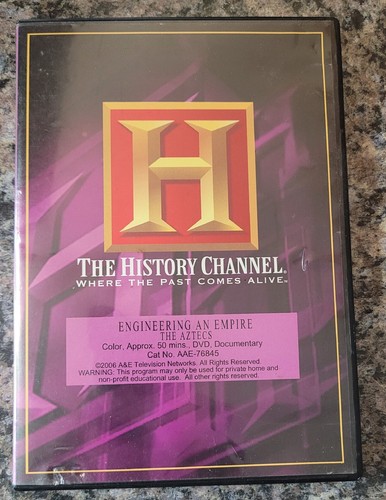 H
THE HISTORY CHANNEL.
WHERE THE PAST COMES ALIVE.™
ENGINEERING AN EMPIRE
THE AZTECS
Color, Approx. 50 mins., DVD, Documentary
Cat No. AAE-76845
©2006 A&E Television Networks. All Rights Reserved.
WARNING: This program may only be used for private home and
non-profit educational use. All other rights reserved.